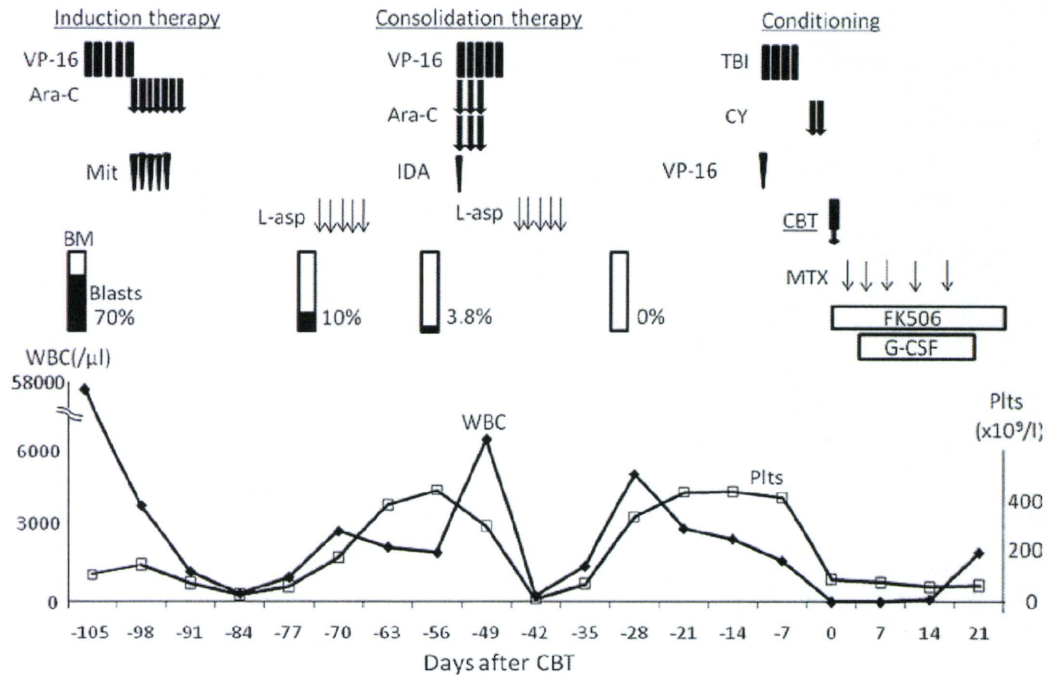 Induction therapy Consolidation therapy Conditioning
VP-16 VP-16 TBI
Ara-C Ara-C CY
Mit IDA VP-16
L-asp L-asp CBT
BM MTX
Blasts
70% 10% 3.8% 0% FK506
G-CSF
WBC(/µl)
58000 Plts
(x10⁹/l)
WBC
6000 Plts
400
3000
200
0 0
-105 -98 -91 -84 -77 -70 -63 -56 -49 -42 -35 -28 -21 -14 -7 0 7 14 21
Days after CBT